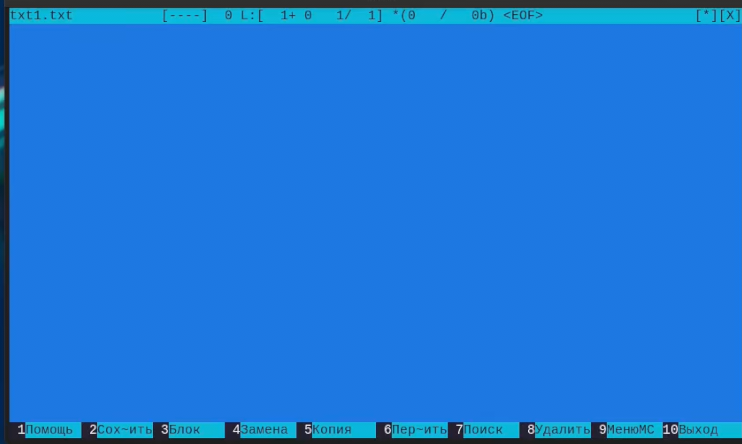 txt1.txt [----] 0 L:[ 1+ 0 1/ 1] *(0 / 0b) <EOF> [*][X]
1Помощь 2Сох~ить 3Блок 4Замена 5Копия 6Пер~ить 7Поиск 8Удалить 9МенюMC 10Выход